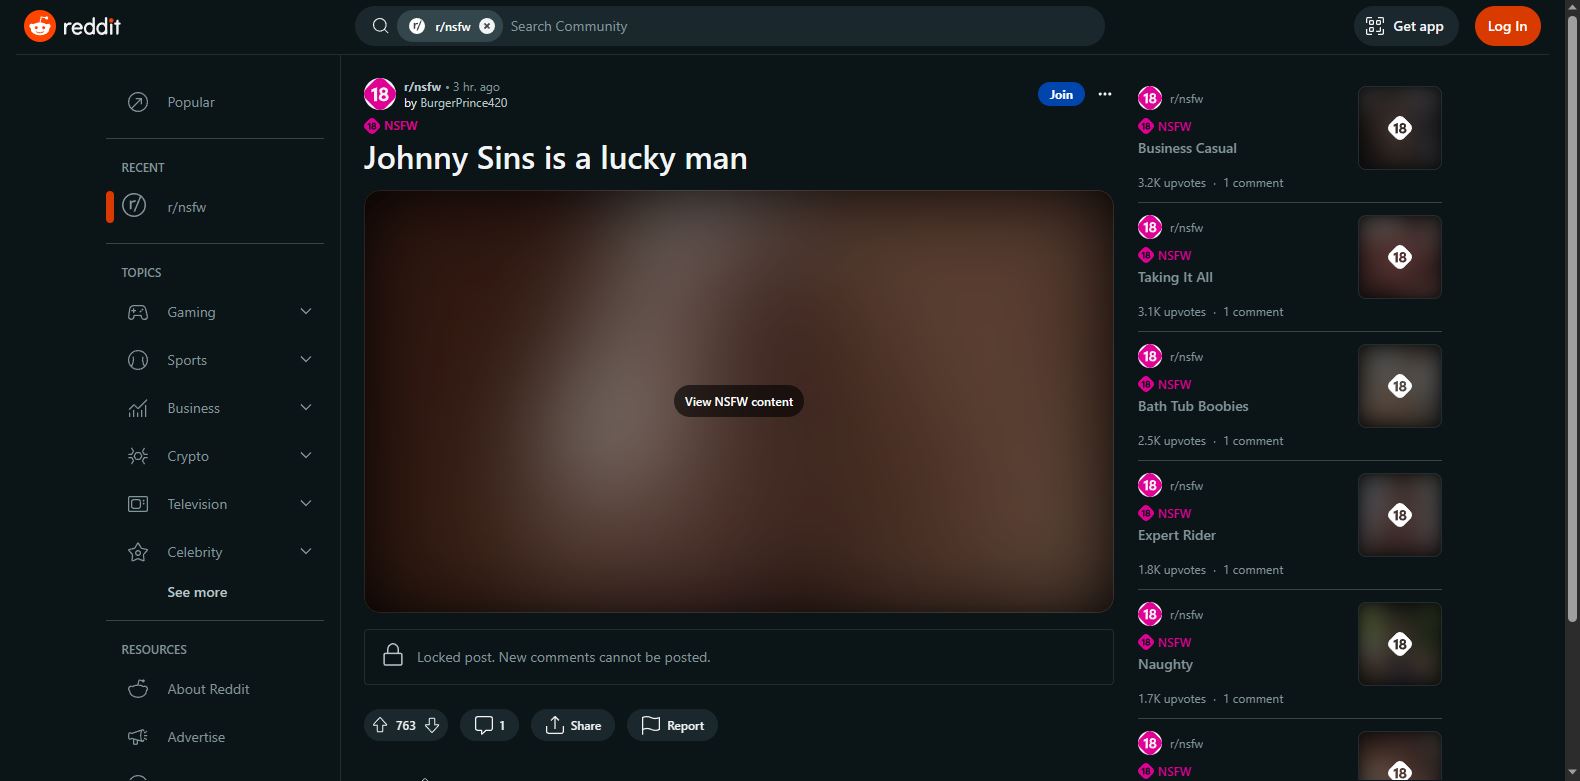 reddit
r/ r/nsfw Search Community
Get app
Log In
Popular
RECENT
r/ r/nsfw
TOPICS
Gaming
Sports
Business
Crypto
Television
Celebrity
See more
RESOURCES
About Reddit
Advertise
18 r/nsfw • 3 hr. ago
by BurgerPrince420
Join
18 NSFW
Johnny Sins is a lucky man
View NSFW content
Locked post. New comments cannot be posted.
763
1
Share
Report
18 r/nsfw
18 NSFW
Business Casual
18
3.2K upvotes · 1 comment
18 r/nsfw
18 NSFW
Taking It All
18
3.1K upvotes · 1 comment
18 r/nsfw
18 NSFW
Bath Tub Boobies
18
2.5K upvotes · 1 comment
18 r/nsfw
18 NSFW
Expert Rider
18
1.8K upvotes · 1 comment
18 r/nsfw
18 NSFW
Naughty
18
1.7K upvotes · 1 comment
18 r/nsfw
18 NSFW
18